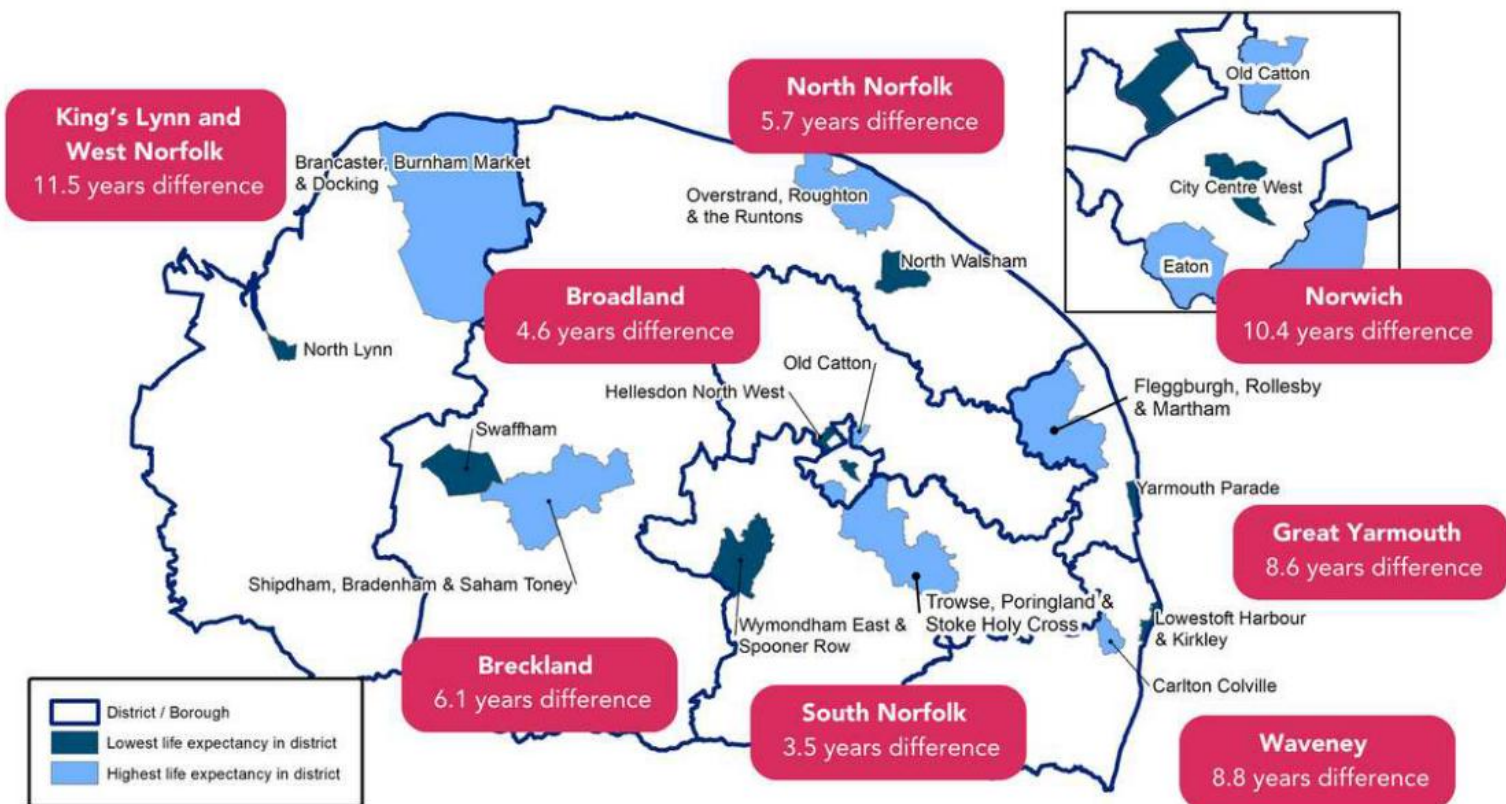 King's Lynn and
West Norfolk
11.5 years difference
Brancaster, Burnham Market
& Docking
North Norfolk
5.7 years difference
Overstrand, Roughton
& the Runtons
Old Catton
City Centre West
Eaton
Norwich
10.4 years difference
North Walsham
Broadland
4.6 years difference
North Lynn
Old Catton
Hellesdon North West
Fleggburgh, Rollesby
& Martham
Swaffham
Yarmouth Parade
Great Yarmouth
8.6 years difference
Shipdham, Bradenham & Saham Toney
Wymondham East &
Spooner Row
Trowse, Poringland &
Stoke Holy Cross
Lowestoft Harbour
& Kirkley
Carlton Colville
Breckland
6.1 years difference
South Norfolk
3.5 years difference
Waveney
8.8 years difference
District / Borough
Lowest life expectancy in district
Highest life expectancy in district